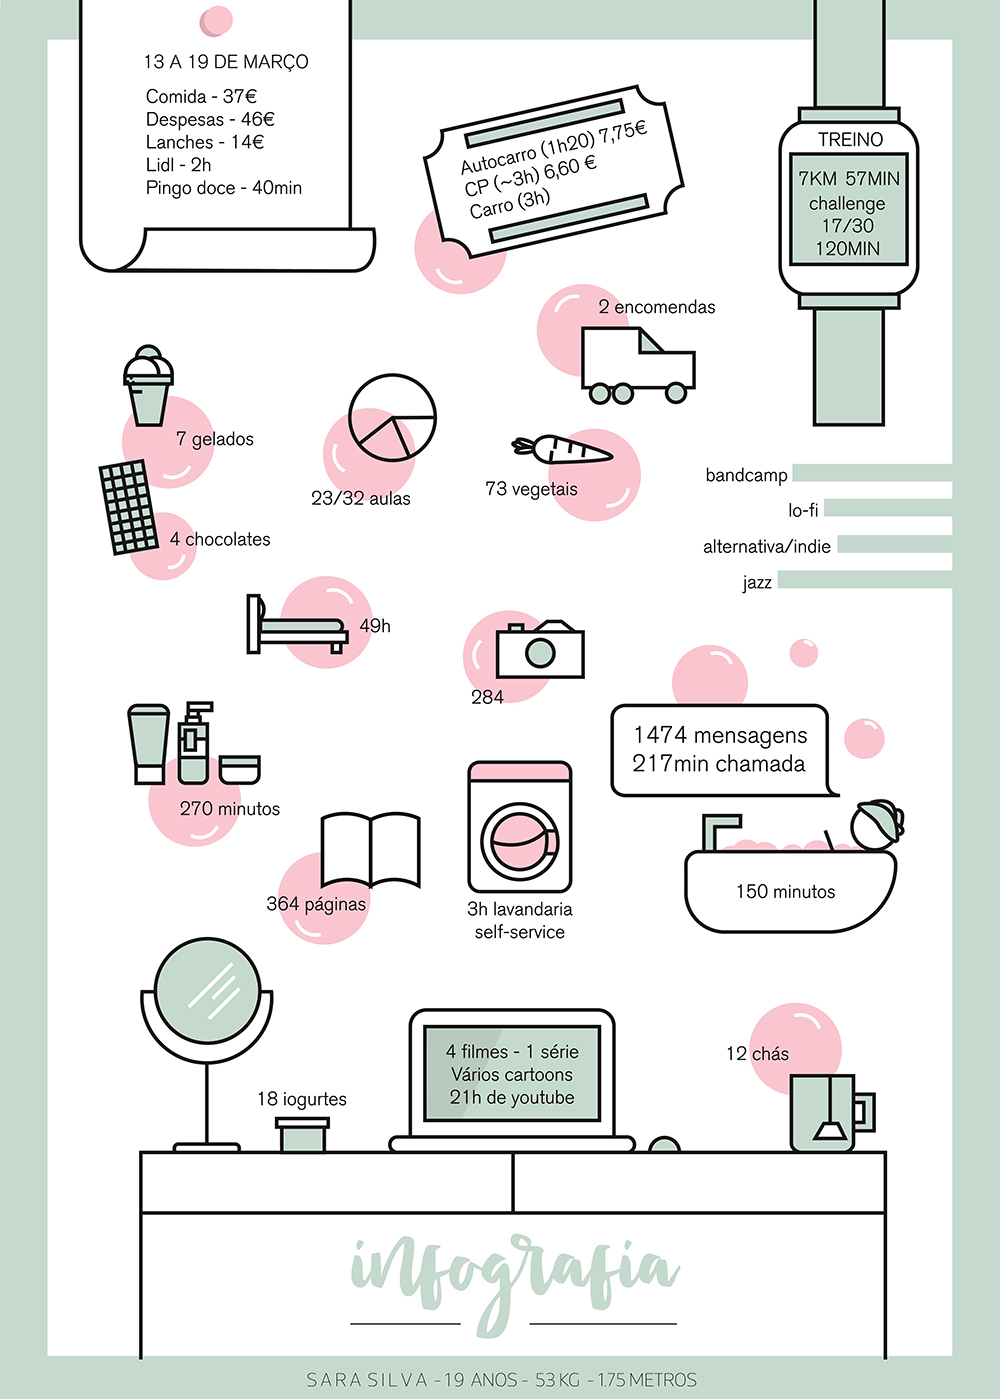 13 A 19 DE MARÇO
Comida - 37€
Despesas - 46€
Lanches - 14€
Lidl - 2h
Pingo doce - 40min
Autocarro (1h20) 7,75€
CP (~3h) 6,60 €
Carro (3h)
TREINO
7KM 57MIN
challenge
17/30
120MIN
2 encomendas
7 gelados
23/32 aulas
73 vegetais
4 chocolates
bandcamp
lo-fi
alternativa/indie
jazz
49h
284
1474 mensagens
217min chamada
270 minutos
364 páginas
3h lavandaria
self-service
150 minutos
18 iogurtes
4 filmes - 1 série
Vários cartoons
21h de youtube
12 chás
infografia
SARA SILVA - 19 ANOS - 53 KG - 1.75 METROS